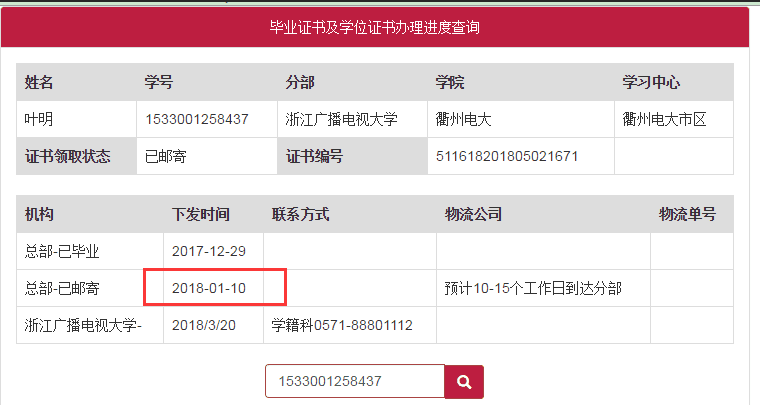 毕业证书及学位证书办理进度查询
姓名 学号 分部 学院 学习中心
叶明 1533001258437 浙江广播电视大学 衢州电大 衢州电大市区
证书领取状态 已邮寄 证书编号 511618201805021671
机构 下发时间 联系方式 物流公司 物流单号
总部-已毕业 2017-12-29
总部-已邮寄 2018-01-10 预计10-15个工作日到达分部
浙江广播电视大学- 2018/3/20 学籍科0571-88801112
1533001258437